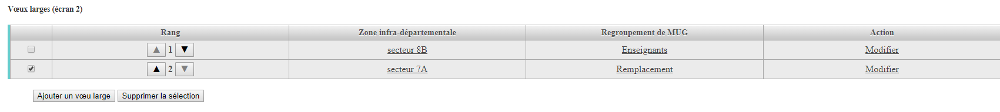 Vœux larges (écran 2)
Rang Zone infra-départementale Regroupement de MUG Action
▲ 1 ▼ secteur 8B Enseignants Modifier
▲ 2 ▼ secteur 7A Remplacement Modifier
Ajouter un vœu large Supprimer la sélection